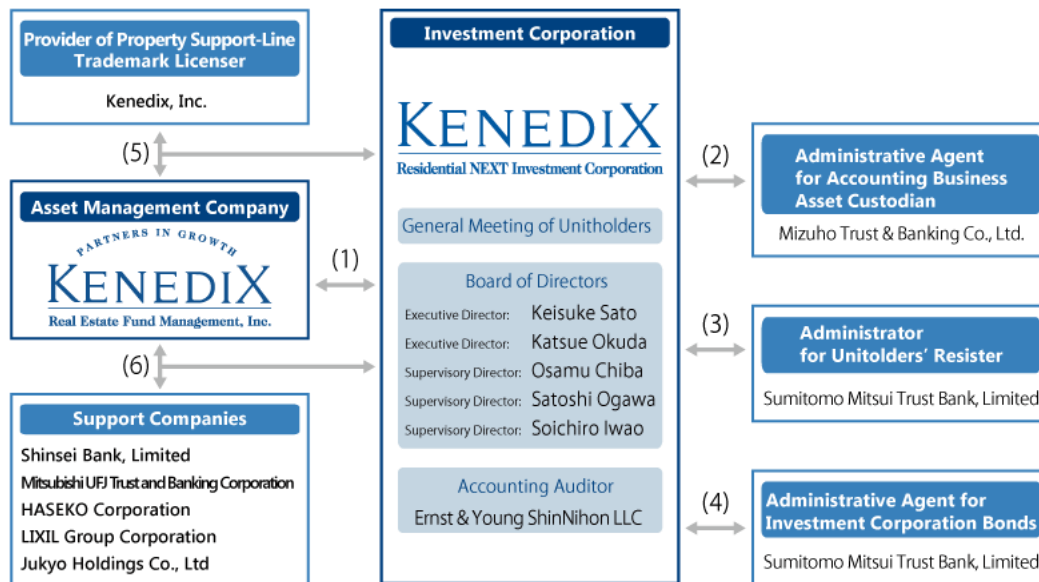 Provider of Property Support-Line
Trademark Licenser
Kenedix, Inc.
(5)
Asset Management Company
PARTNERS IN GROWTH
KENEDIX
Real Estate Fund Management, Inc.
(1)
(6)
Support Companies
Shinsei Bank, Limited
Mitsubishi UFJ Trust and Banking Corporation
HASEKO Corporation
LIXIL Group Corporation
Jukyo Holdings Co., Ltd
Investment Corporation
KENEDIX
Residential NEXT Investment Corporation
General Meeting of Unitholders
Board of Directors
Executive Director: Keisuke Sato
Executive Director: Katsue Okuda
Supervisory Director: Osamu Chiba
Supervisory Director: Satoshi Ogawa
Supervisory Director: Soichiro Iwao
Accounting Auditor
Ernst & Young ShinNihon LLC
(2)
Administrative Agent
for Accounting Business
Asset Custodian
Mizuho Trust & Banking Co., Ltd.
(3)
Administrator
for Unitolders' Resister
Sumitomo Mitsui Trust Bank, Limited
(4)
Administrative Agent for
Investment Corporation Bonds
Sumitomo Mitsui Trust Bank, Limited